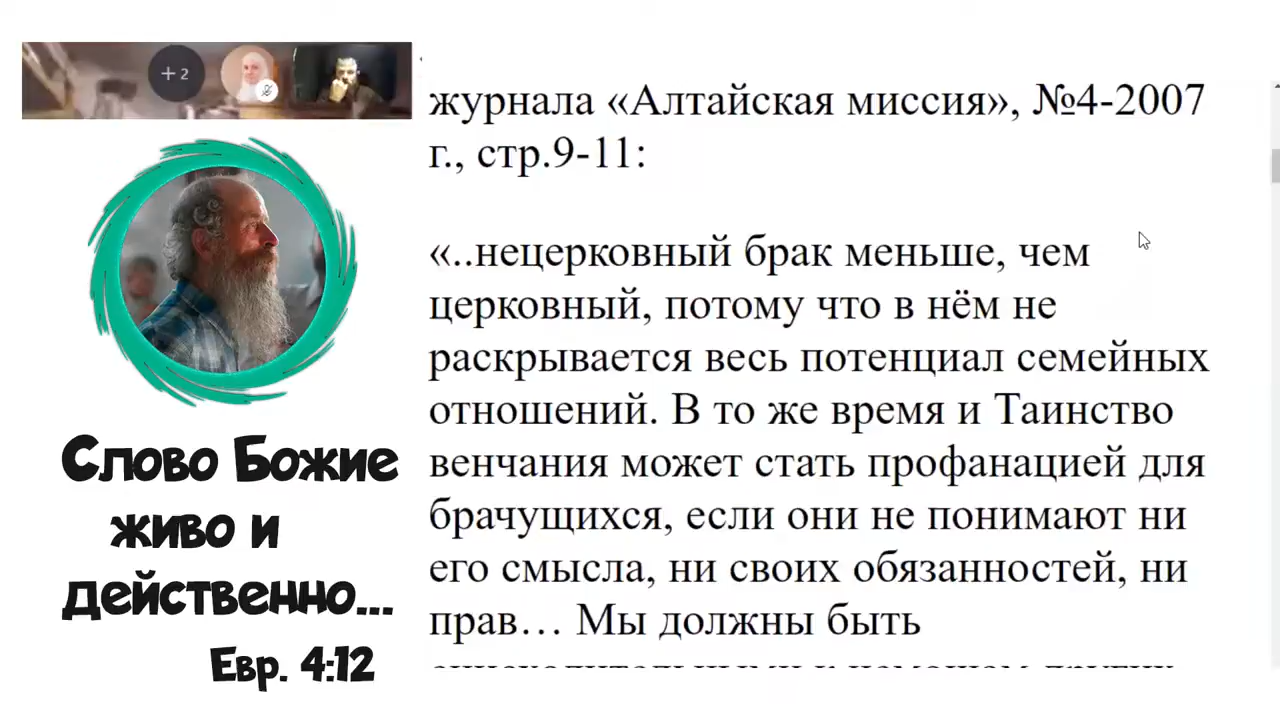 +2
журнала «Алтайская миссия», №4-2007
г., стр.9-11:
«..нецерковный брак меньше, чем
церковный, потому что в нём не
раскрывается весь потенциал семейных
отношений. В то же время и Таинство
венчания может стать профанацией для
брачущихся, если они не понимают ни
его смысла, ни своих обязанностей, ни
прав… Мы должны быть
Слово Божие
живо и
действенно...
Евр. 4:12